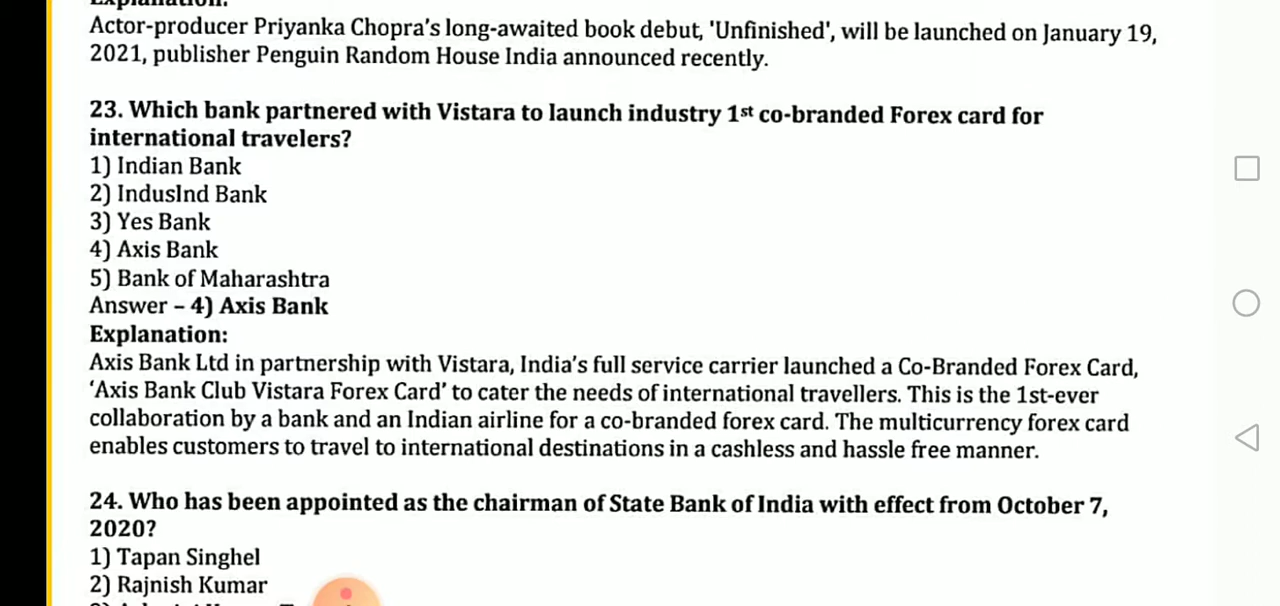 Explanation:
Actor-producer Priyanka Chopra's long-awaited book debut, 'Unfinished', will be launched on January 19,
2021, publisher Penguin Random House India announced recently.
23. Which bank partnered with Vistara to launch industry 1st co-branded Forex card for
international travelers?
1) Indian Bank
2) IndusInd Bank
3) Yes Bank
4) Axis Bank
5) Bank of Maharashtra
Answer – 4) Axis Bank
Explanation:
Axis Bank Ltd in partnership with Vistara, India's full service carrier launched a Co-Branded Forex Card,
‘Axis Bank Club Vistara Forex Card’ to cater the needs of international travellers. This is the 1st-ever
collaboration by a bank and an Indian airline for a co-branded forex card. The multicurrency forex card
enables customers to travel to international destinations in a cashless and hassle free manner.
24. Who has been appointed as the chairman of State Bank of India with effect from October 7,
2020?
1) Tapan Singhel
2) Rajnish Kumar